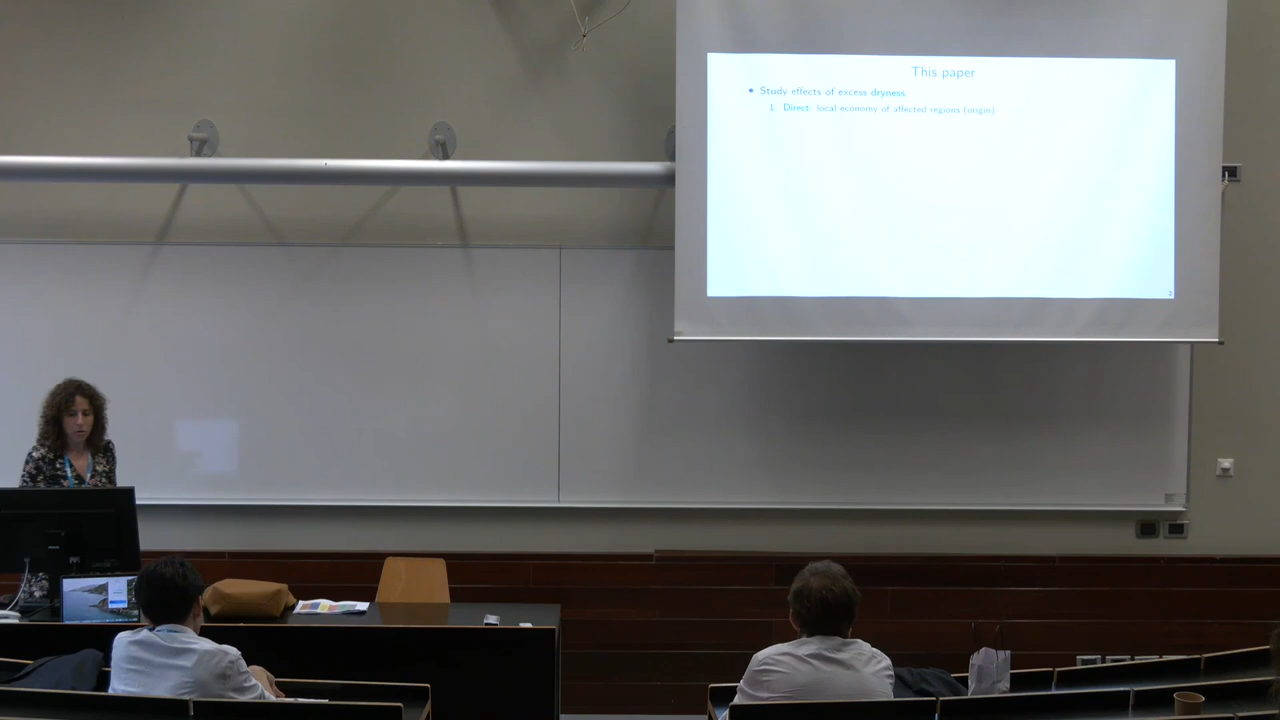 This paper
• Study effects of excess dryness:
1. Direct: local economy of affected regions (origin)